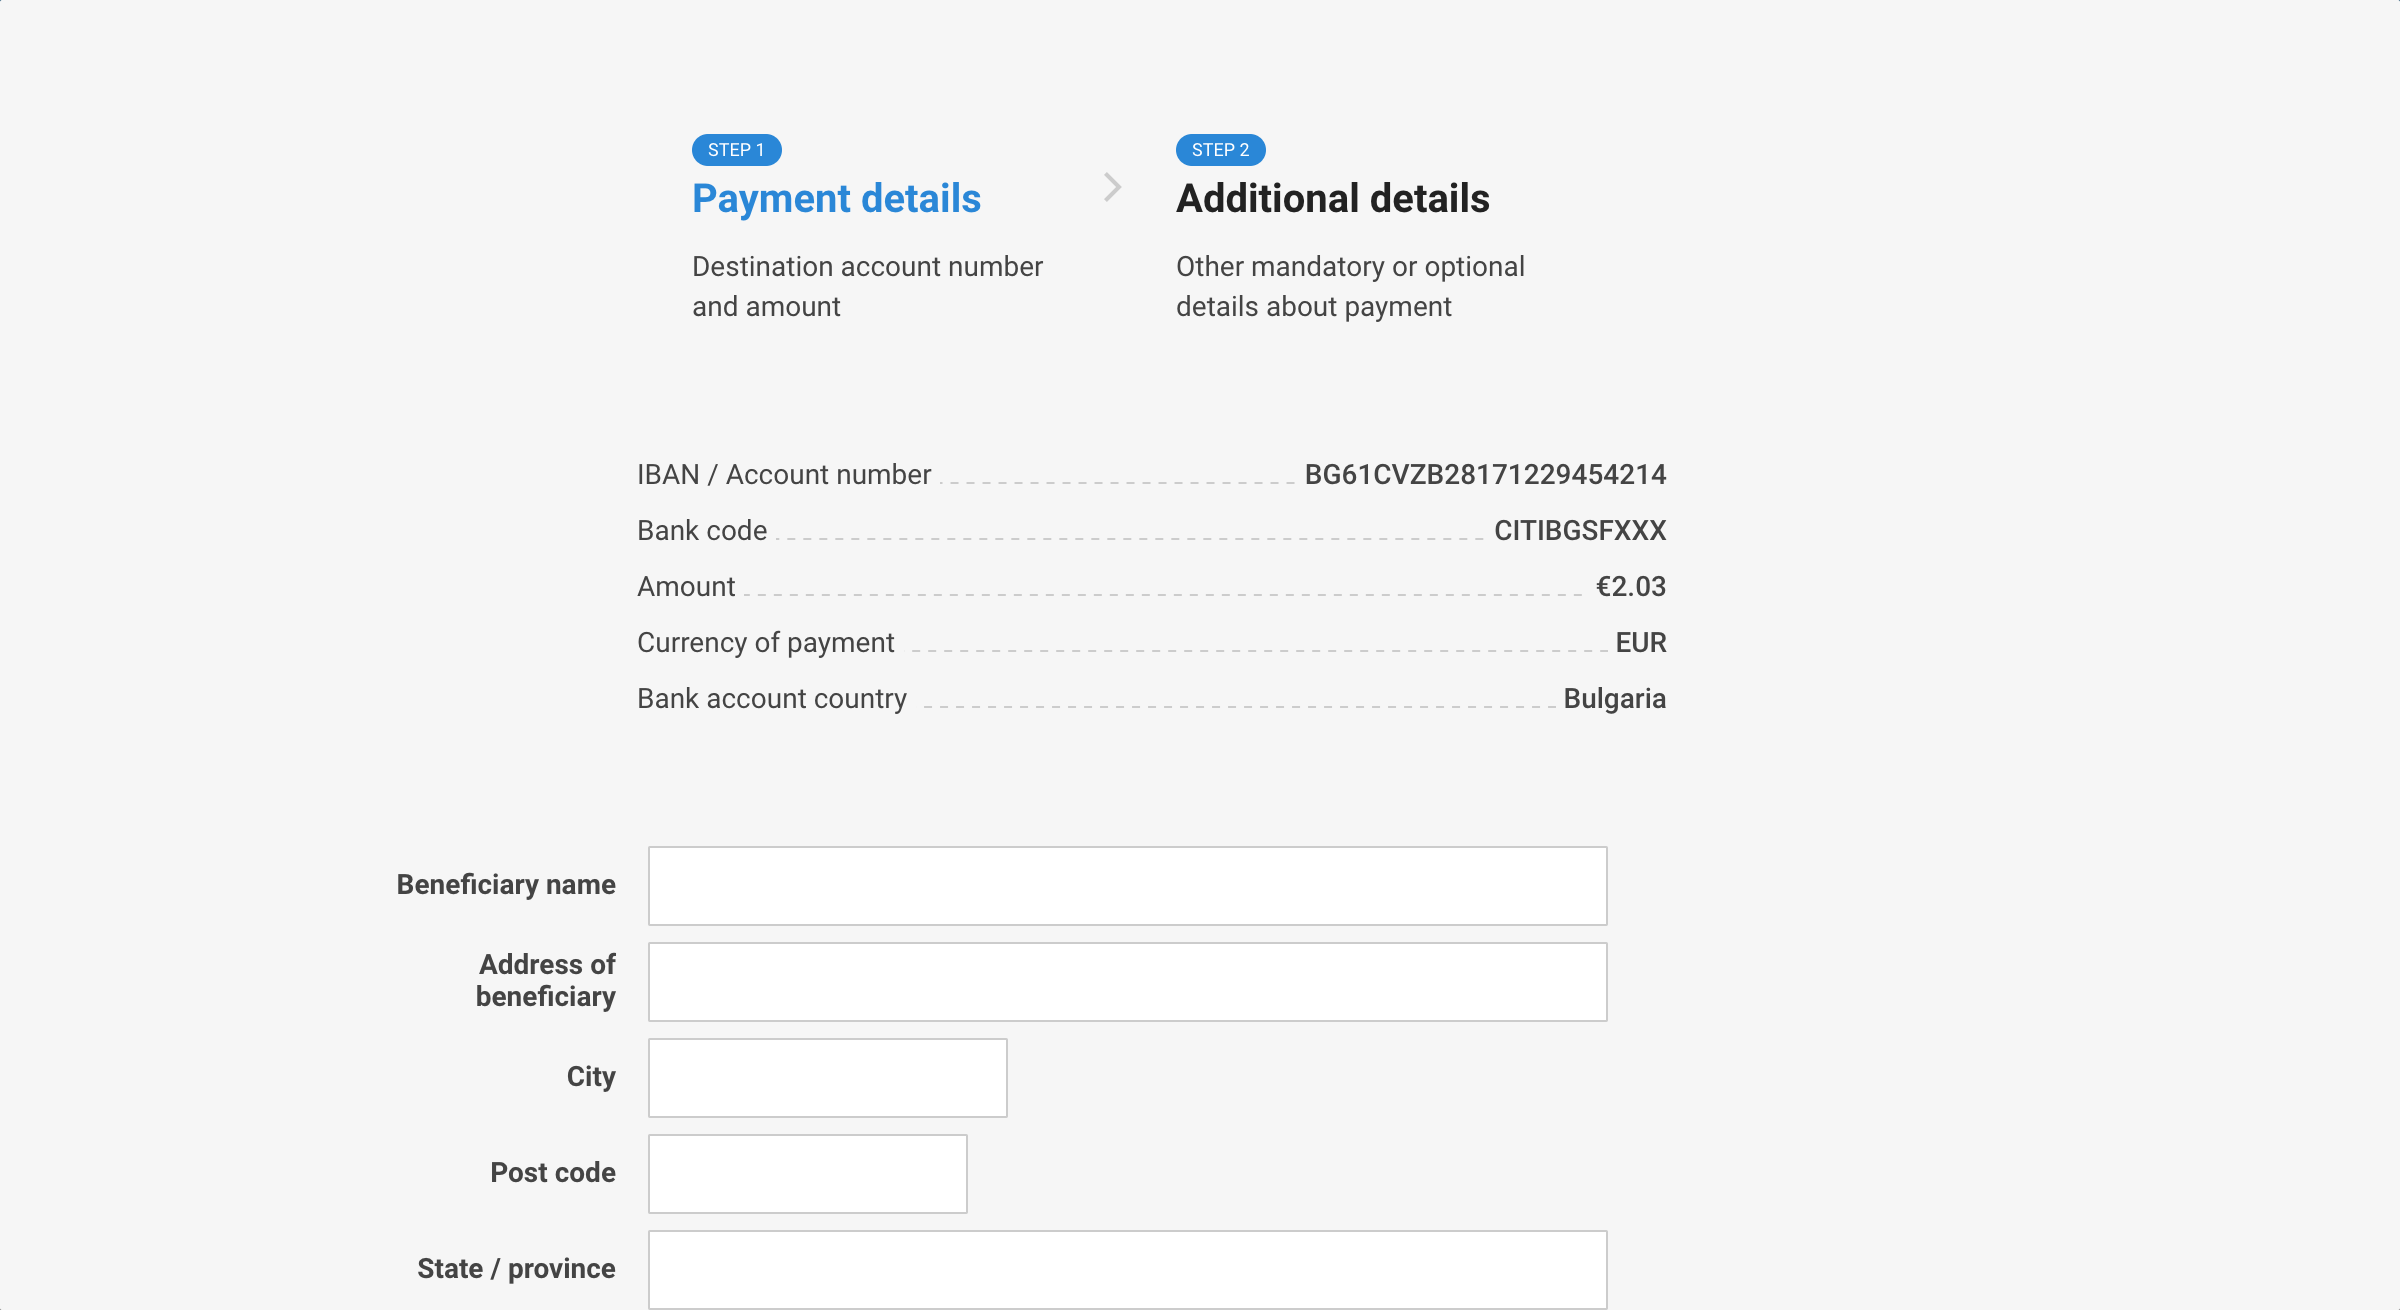 STEP 1
Payment details
Destination account number
and amount
STEP 2
Additional details
Other mandatory or optional
details about payment
IBAN / Account number BG61CVZB28171229454214
Bank code CITIBGSFXXX
Amount €2.03
Currency of payment EUR
Bank account country Bulgaria
Beneficiary name
Address of
beneficiary
City
Post code
State / province